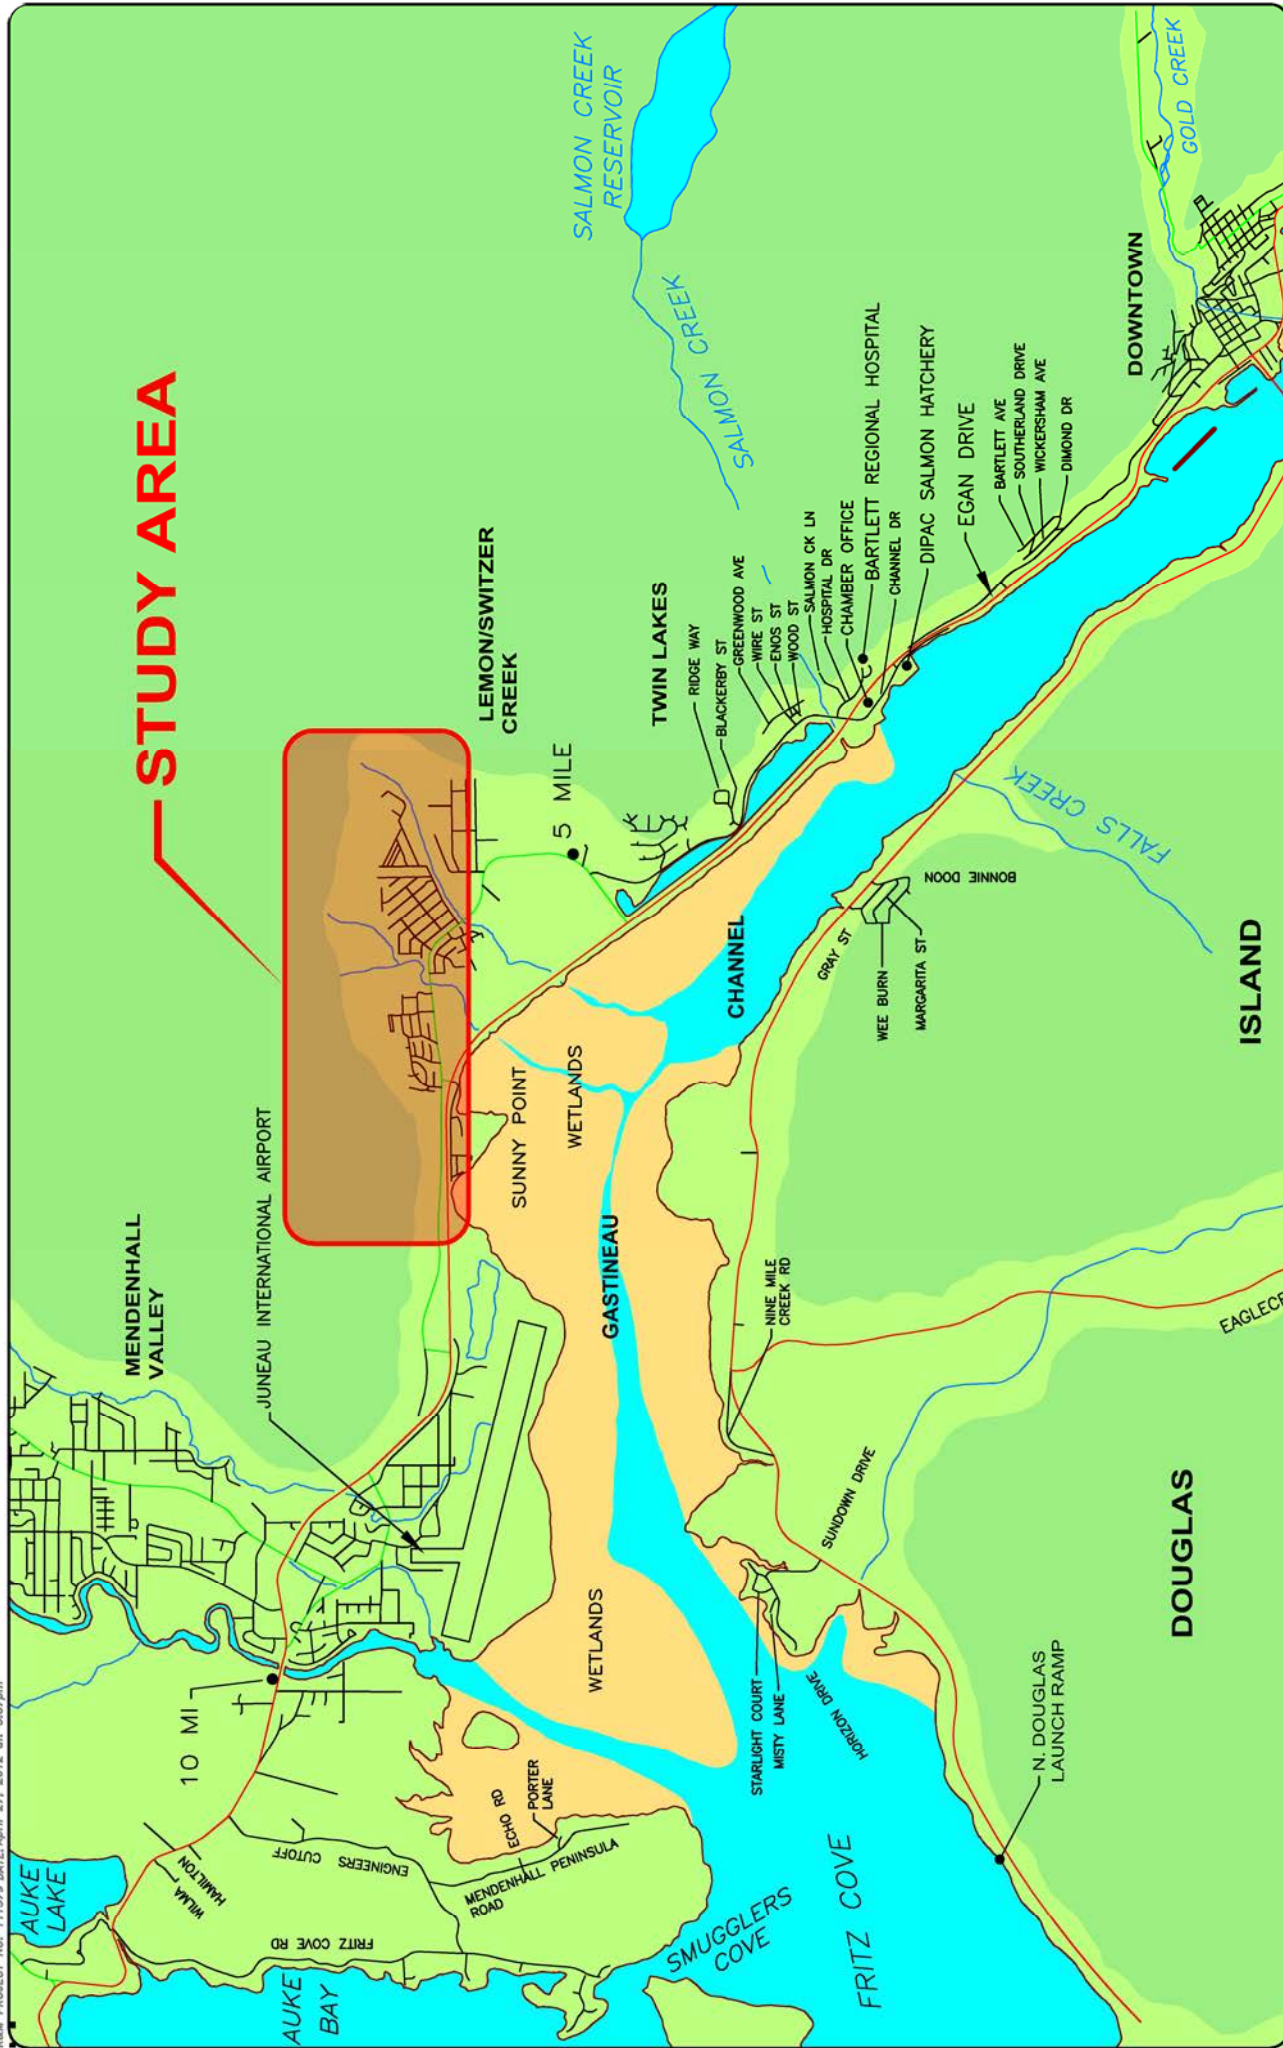 STUDY AREA
MENDENHALL
VALLEY
JUNEAU INTERNATIONAL AIRPORT
10 MI
AUKE
LAKE
WILMA
HAMILTON
ENGINEERS CUTOFF
FRITZ COVE RD
AUKE
BAY
ECHO RD
PORTER
LANE
MENDENHALL PENINSULA
ROAD
SMUGGLERS
COVE
FRITZ COVE
WETLANDS
GASTINEAU
CHANNEL
SUNNY POINT
WETLANDS
LEMON/SWITZER
CREEK
5 MILE
TWIN LAKES
RIDGE WAY
BLACKERBY ST
GREENWOOD AVE
WIRE ST
ENOS ST
WOOD ST
SALMON CK LN
HOSPITAL DR
CHAMBER OFFICE
BARTLETT REGIONAL HOSPITAL
CHANNEL DR
DIPAC SALMON HATCHERY
EGAN DRIVE
BARTLETT AVE
SOUTHERLAND DRIVE
WICKERSHAM AVE
DIMOND DR
SALMON CREEK
RESERVOIR
SALMON CREEK
DOWNTOWN
GOLD CREEK
FALLS CREEK
BONNIE DOON
GRAY ST
WEE BURN
MARGARITA ST
NINE MILE
CREEK RD
SUNDOWN DRIVE
STARLIGHT COURT
MISTY LANE
HORIZON DRIVE
N. DOUGLAS
LAUNCH RAMP
DOUGLAS
ISLAND